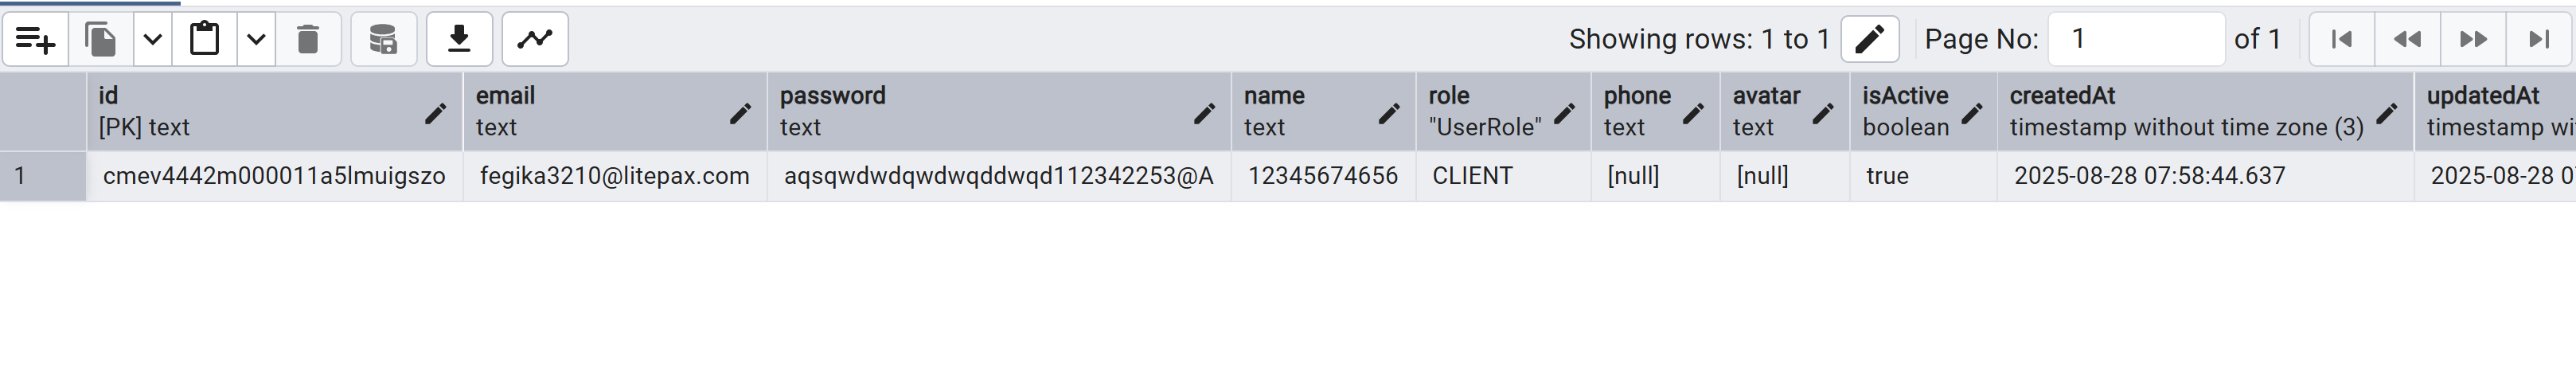 Showing rows: 1 to 1 Page No: 1 of 1
id email password name role phone avatar isActive createdAt updatedAt
[PK] text text text text "UserRole" text text boolean timestamp without time zone (3) timestamp wi
1 cmev4442m000011a5lmuigszo fegika3210@litepax.com aqsqwdwdqwdwqddwqd112342253@A 12345674656 CLIENT [null] [null] true 2025-08-28 07:58:44.637 2025-08-28 0